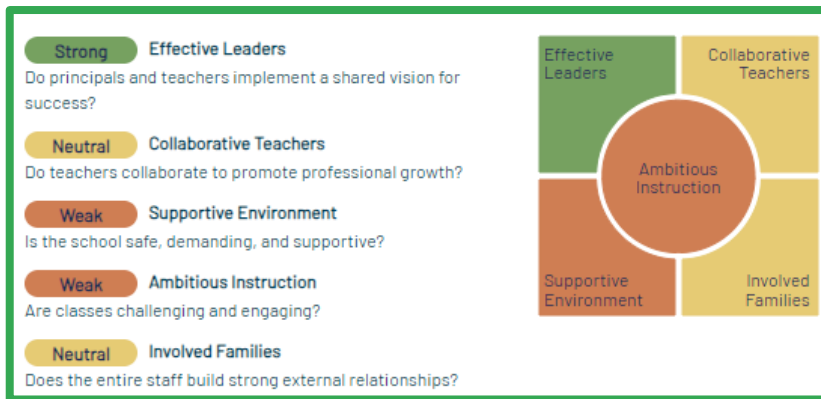 Strong Effective Leaders
Do principals and teachers implement a shared vision for
success?
Neutral Collaborative Teachers
Do teachers collaborate to promote professional growth?
Weak Supportive Environment
Is the school safe, demanding, and supportive?
Weak Ambitious Instruction
Are classes challenging and engaging?
Neutral Involved Families
Does the entire staff build strong external relationships?
Effective
Leaders
Collaborative
Teachers
Ambitious
Instruction
Supportive
Environment
Involved
Families